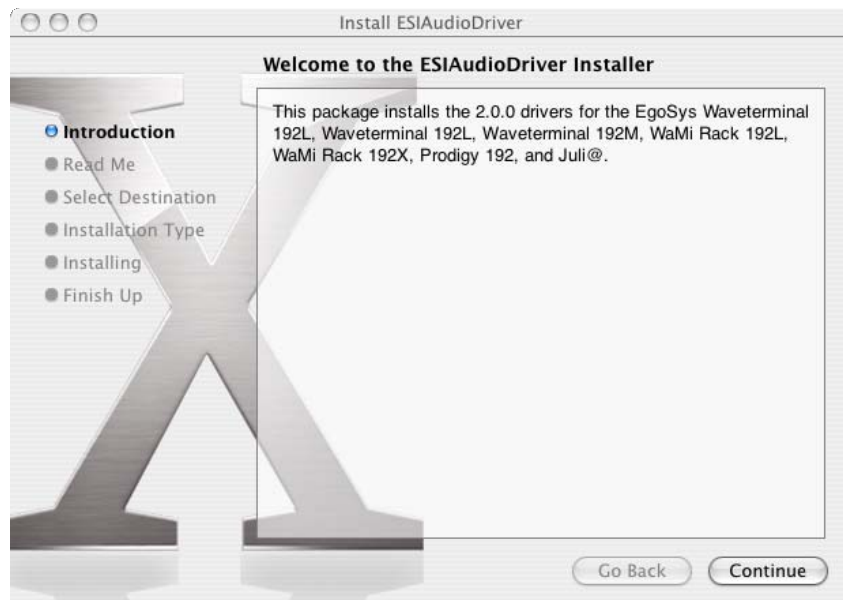 Install ESIAudioDriver
Welcome to the ESIAudioDriver Installer
Introduction
Read Me
Select Destination
Installation Type
Installing
Finish Up
This package installs the 2.0.0 drivers for the EgoSys Waveterminal
192L, Waveterminal 192L, Waveterminal 192M, WaMi Rack 192L,
WaMi Rack 192X, Prodigy 192, and Juli@.
Go Back
Continue